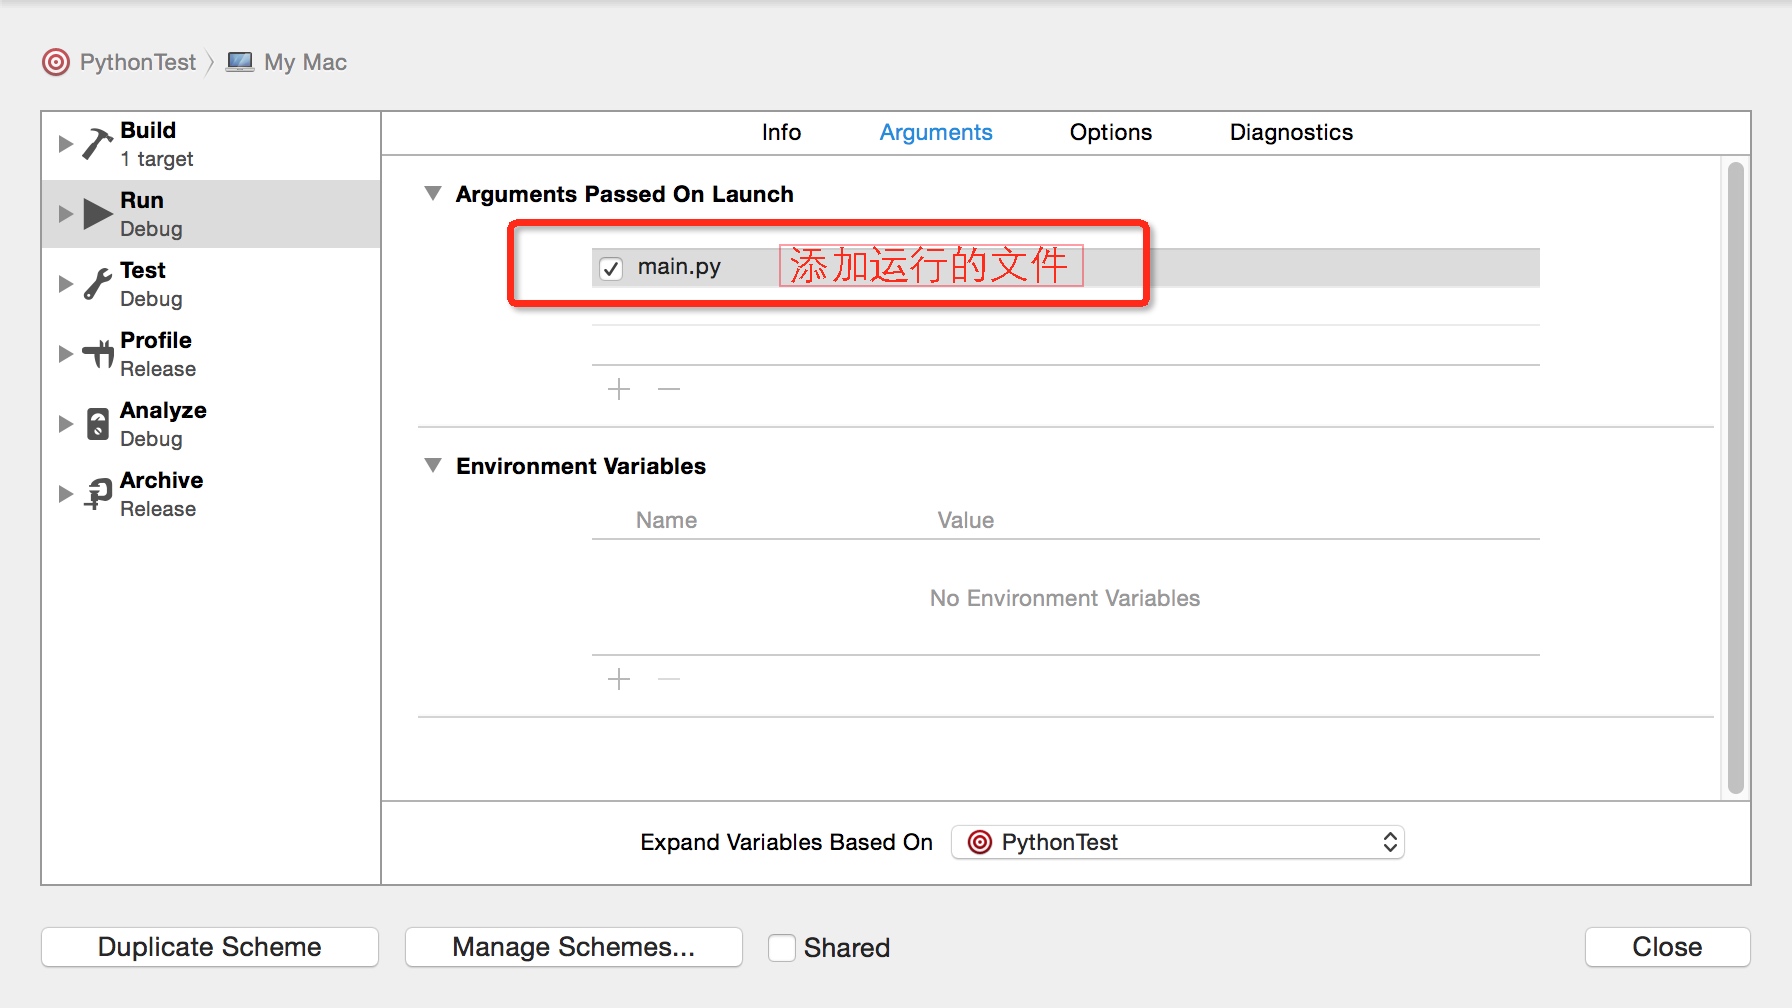 PythonTest My Mac
Build
1 target
Run
Debug
Test
Debug
Profile
Release
Analyze
Debug
Archive
Release
Info Arguments Options Diagnostics
Arguments Passed On Launch
main.py 添加运行的文件
Environment Variables
Name Value
No Environment Variables
Expand Variables Based On PythonTest
Duplicate Scheme Manage Schemes... Shared Close